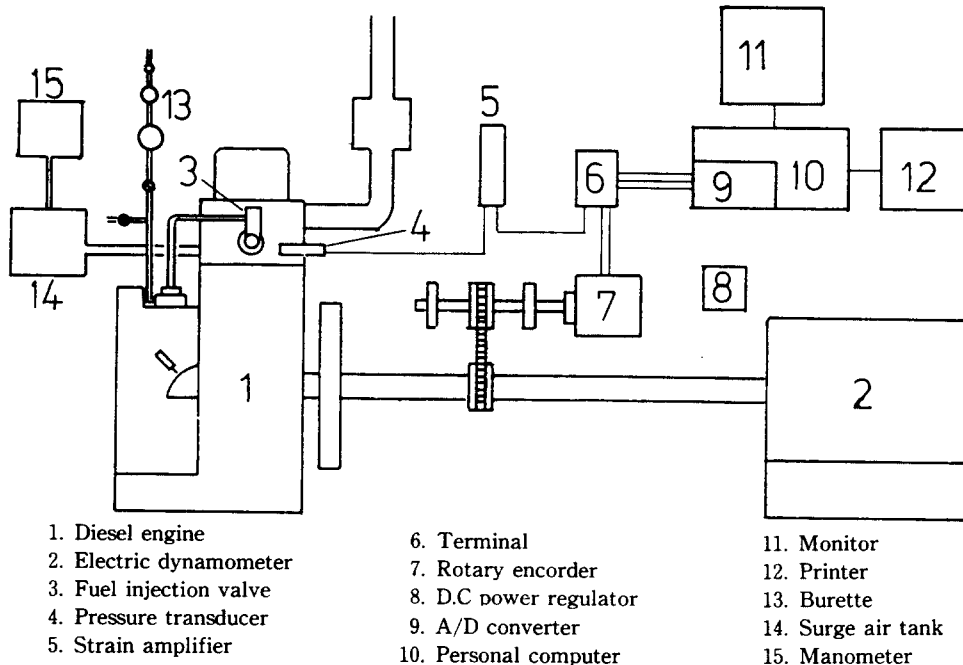 11
15
13
5
3
6
9
10
12
4
14
7
8
1
2
1. Diesel engine
2. Electric dynamometer
3. Fuel injection valve
4. Pressure transducer
5. Strain amplifier
6. Terminal
7. Rotary encorder
8. D.C power regulator
9. A/D converter
10. Personal computer
11. Monitor
12. Printer
13. Burette
14. Surge air tank
15. Manometer